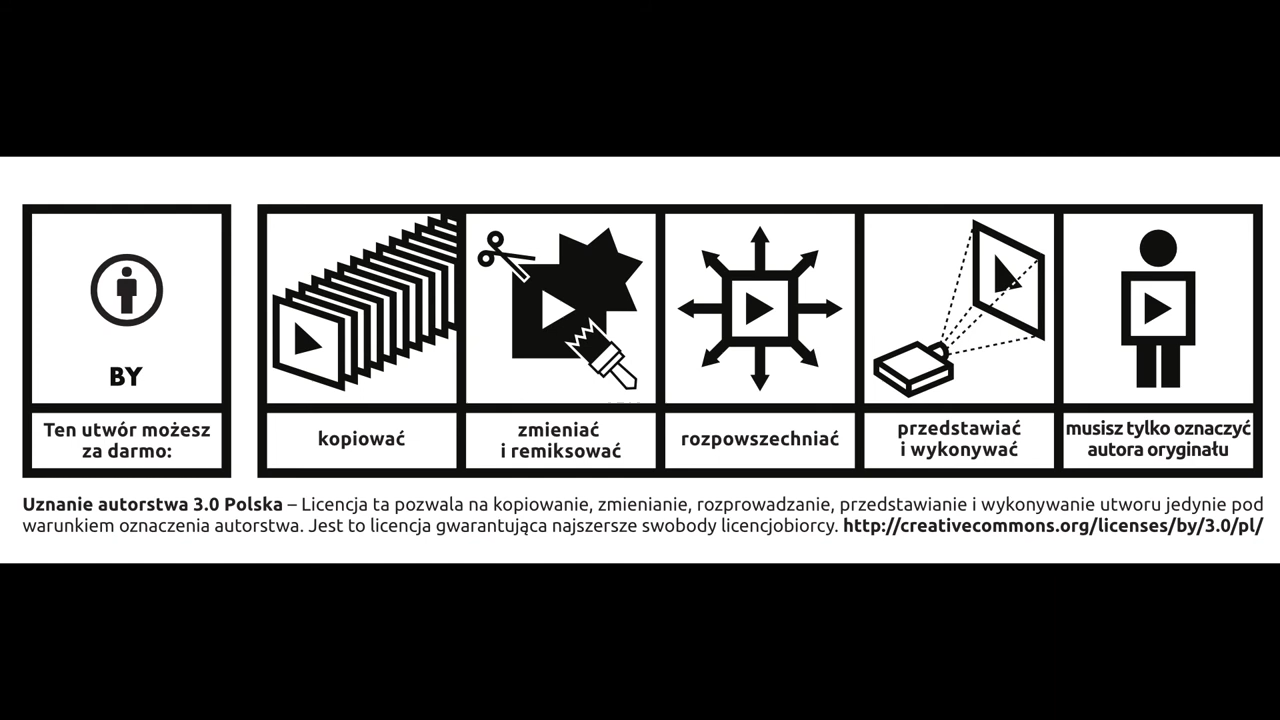 BY
Ten utwór możesz
za darmo:
kopiować
zmieniać
i remiksować
rozpowszechniać
przedstawiać
i wykonywać
musisz tylko oznaczyć
autora oryginału
Uznanie autorstwa 3.0 Polska – Licencja ta pozwala na kopiowanie, zmienianie, rozprowadzanie, przedstawianie i wykonywanie utworu jedynie pod
warunkiem oznaczenia autorstwa. Jest to licencja gwarantująca najszersze swobody licencjobiorcy. http://creativecommons.org/licenses/by/3.0/pl/